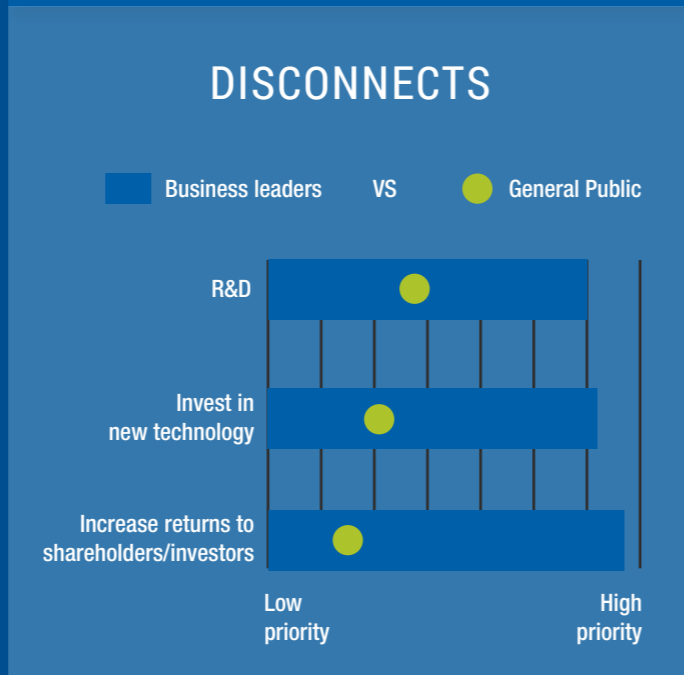 DISCONNECTS
Business leaders VS General Public
R&D
Invest in
new technology
Increase returns to
shareholders/investors
Low
priority
High
priority